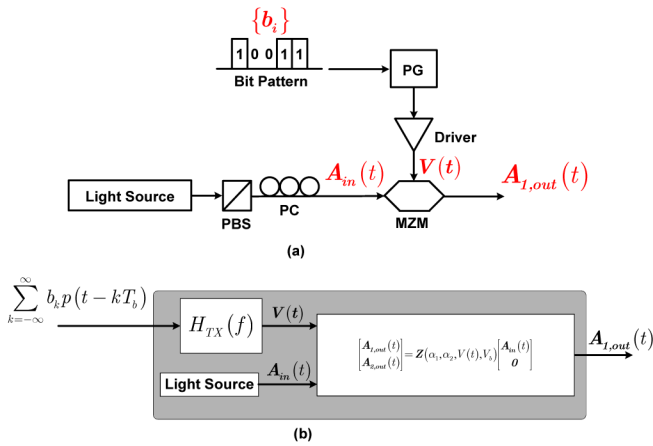 {b_i}
1 0 0 1 1
Bit Pattern
PG
Driver
A_in(t)
V(t)
A_1,out(t)
Light Source
PBS
PC
MZM
(a)
∑_{k=-∞}^{∞} b_k p(t - kT_b)
H_TX(f)
V(t)
[A_1,out(t) A_2,out(t)] = Z(α_1, α_2, V(t), V_b) [A_in(t) 0]
A_1,out(t)
Light Source
A_in(t)
(b)